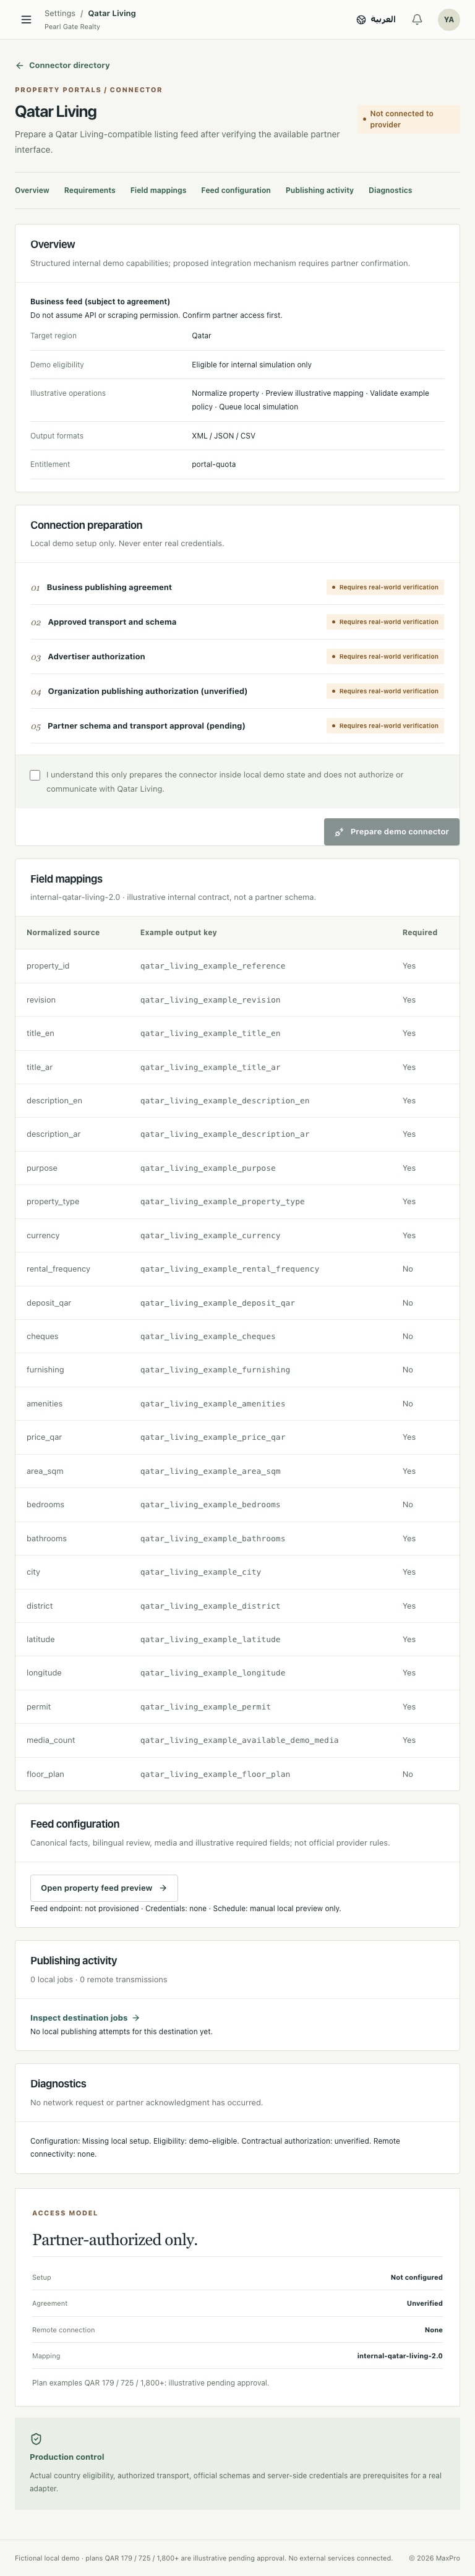 Settings / Qatar Living
Pearl Gate Realty
العربية
YA
Connector directory
PROPERTY PORTALS / CONNECTOR
Qatar Living
Not connected to
provider
Prepare a Qatar Living-compatible listing feed after verifying the available partner
interview.
Overview Requirements Field mappings Feed configuration Publishing activity Diagnostics
Overview
Structured internal demo capabilities; proposed integration mechanism requires partner confirmation.
Business feed (subject to agreement)
Do not assume API or scraping permission. Confirm partner access first.
Target region Qatar
Demo eligibility Eligible for internal simulation only
Illustrative operations Normalize property · Preview illustrative mapping · Validate example
policy · Queue local simulation
Output formats XML / JSON / CSV
Entitlement portal-quota
Connection preparation
Local demo setup only. Never enter real credentials.
01 Business publishing agreement Requires real-world verification
02 Approved transport and schema Requires real-world verification
03 Advertiser authorization Requires real-world verification
04 Organization publishing authorization (unverified) Requires real-world verification
05 Partner schema and transport approval (pending) Requires real-world verification
I understand this only prepares the connector inside local demo state and does not authorize or
communicate with Qatar Living.
Prepare demo connector
Field mappings
internal-qatar-living-2.0 · illustrative internal contract, not a partner schema.
Normalized source Example output key Required
property_id qatar_living_example_reference Yes
revision qatar_living_example_revision Yes
title_en qatar_living_example_title_en Yes
title_ar qatar_living_example_title_ar Yes
description_en qatar_living_example_description_en Yes
description_ar qatar_living_example_description_ar Yes
purpose qatar_living_example_purpose Yes
property_type qatar_living_example_property_type Yes
currency qatar_living_example_currency Yes
rental_frequency qatar_living_example_rental_frequency No
deposit_qar qatar_living_example_deposit_qar No
cheques qatar_living_example_cheques No
furnishing qatar_living_example_furnishing No
amenities qatar_living_example_amenities No
price_qar qatar_living_example_price_qar Yes
area_sqm qatar_living_example_area_sqm Yes
bedrooms qatar_living_example_bedrooms No
bathrooms qatar_living_example_bathrooms Yes
city qatar_living_example_city Yes
district qatar_living_example_district Yes
latitude qatar_living_example_latitude Yes
longitude qatar_living_example_longitude Yes
permit qatar_living_example_permit Yes
media_count qatar_living_example_available_demo_media Yes
floor_plan qatar_living_example_floor_plan No
Feed configuration
Canonical facts, bilingual review, media and illustrative required fields; not official provider rules.
Open property feed preview
Feed endpoint: not provisioned · Credentials: none · Schedule: manual local preview only.
Publishing activity
0 local jobs · 0 remote transmissions
Inspect destination jobs
No local publishing attempts for this destination yet.
Diagnostics
No network request or partner acknowledgment has occurred.
Configuration: Missing local setup. Eligibility: demo-eligible. Contractual authorization: unverified. Remote
connectivity: none.
ACCESS MODEL
Partner-authorized only.
Setup Not configured
Agreement Unverified
Remote connection None
Mapping internal-qatar-living-2.0
Plan examples QAR 179 / 725 / 1,800+: illustrative pending approval.
Production control
Actual country eligibility, authorized transport, official schemas and server-side credentials are prerequisites for a real
adapter.
Fictional local demo · plans QAR 179 / 725 / 1,800+ are illustrative pending approval. No external services connected. © 2026 MaxPro